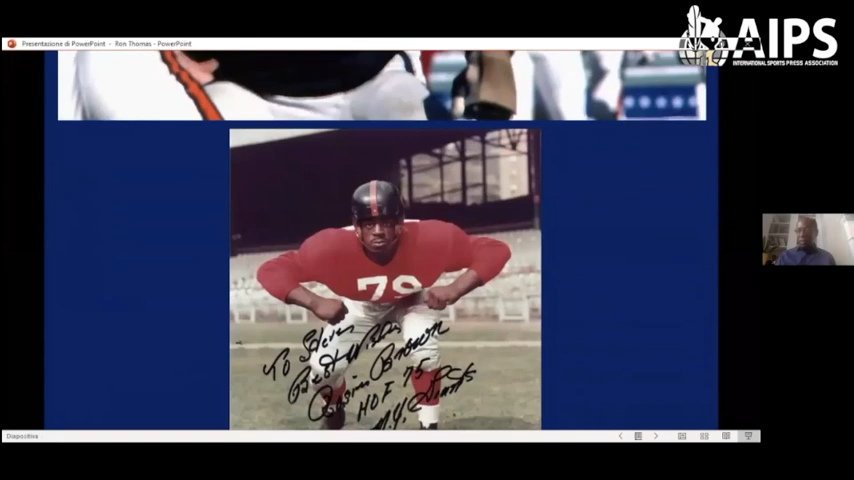 Presentazione di PowerPoint - Ron Thomas - PowerPoint
AIPS
INTERNATIONAL SPORTS PRESS ASSOCIATION
79
To Steven
Best Wishes
Rosie Brown
HOF 75
N.Y. Giants
Diapositiva